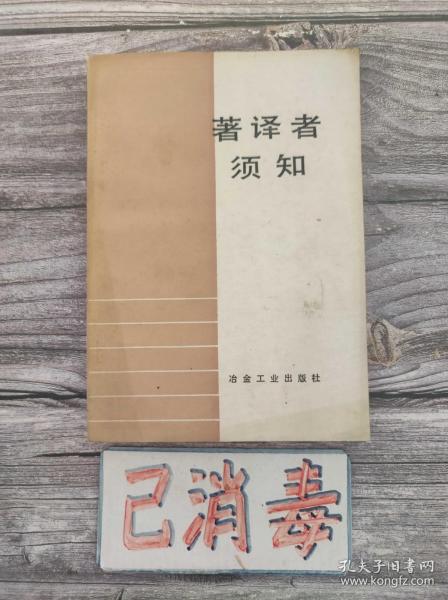 著译者
须知
冶金工业出版社
已消毒
孔夫子旧书网
www.kongfz.com